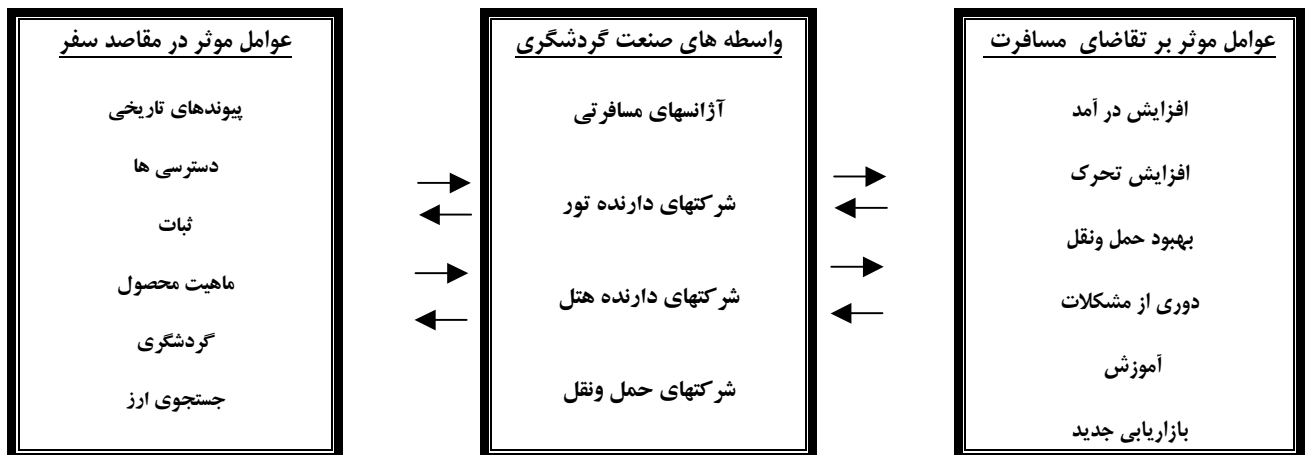 عوامل موثر بر تقاضای مسافرت
افزایش در آمد
افزایش تحرک
بهبود حمل ونقل
دوری از مشکلات
آموزش
بازاریابی جدید
واسطه های صنعت گردشگری
آژانسهای مسافرتی
شرکتهای دارنده تور
شرکتهای دارنده هتل
شرکتهای حمل ونقل
عوامل موثر در مقاصد سفر
پیوندهای تاریخی
دسترسی ها
ثبات
ماهیت محصول
گردشگری
جستجوی ارز